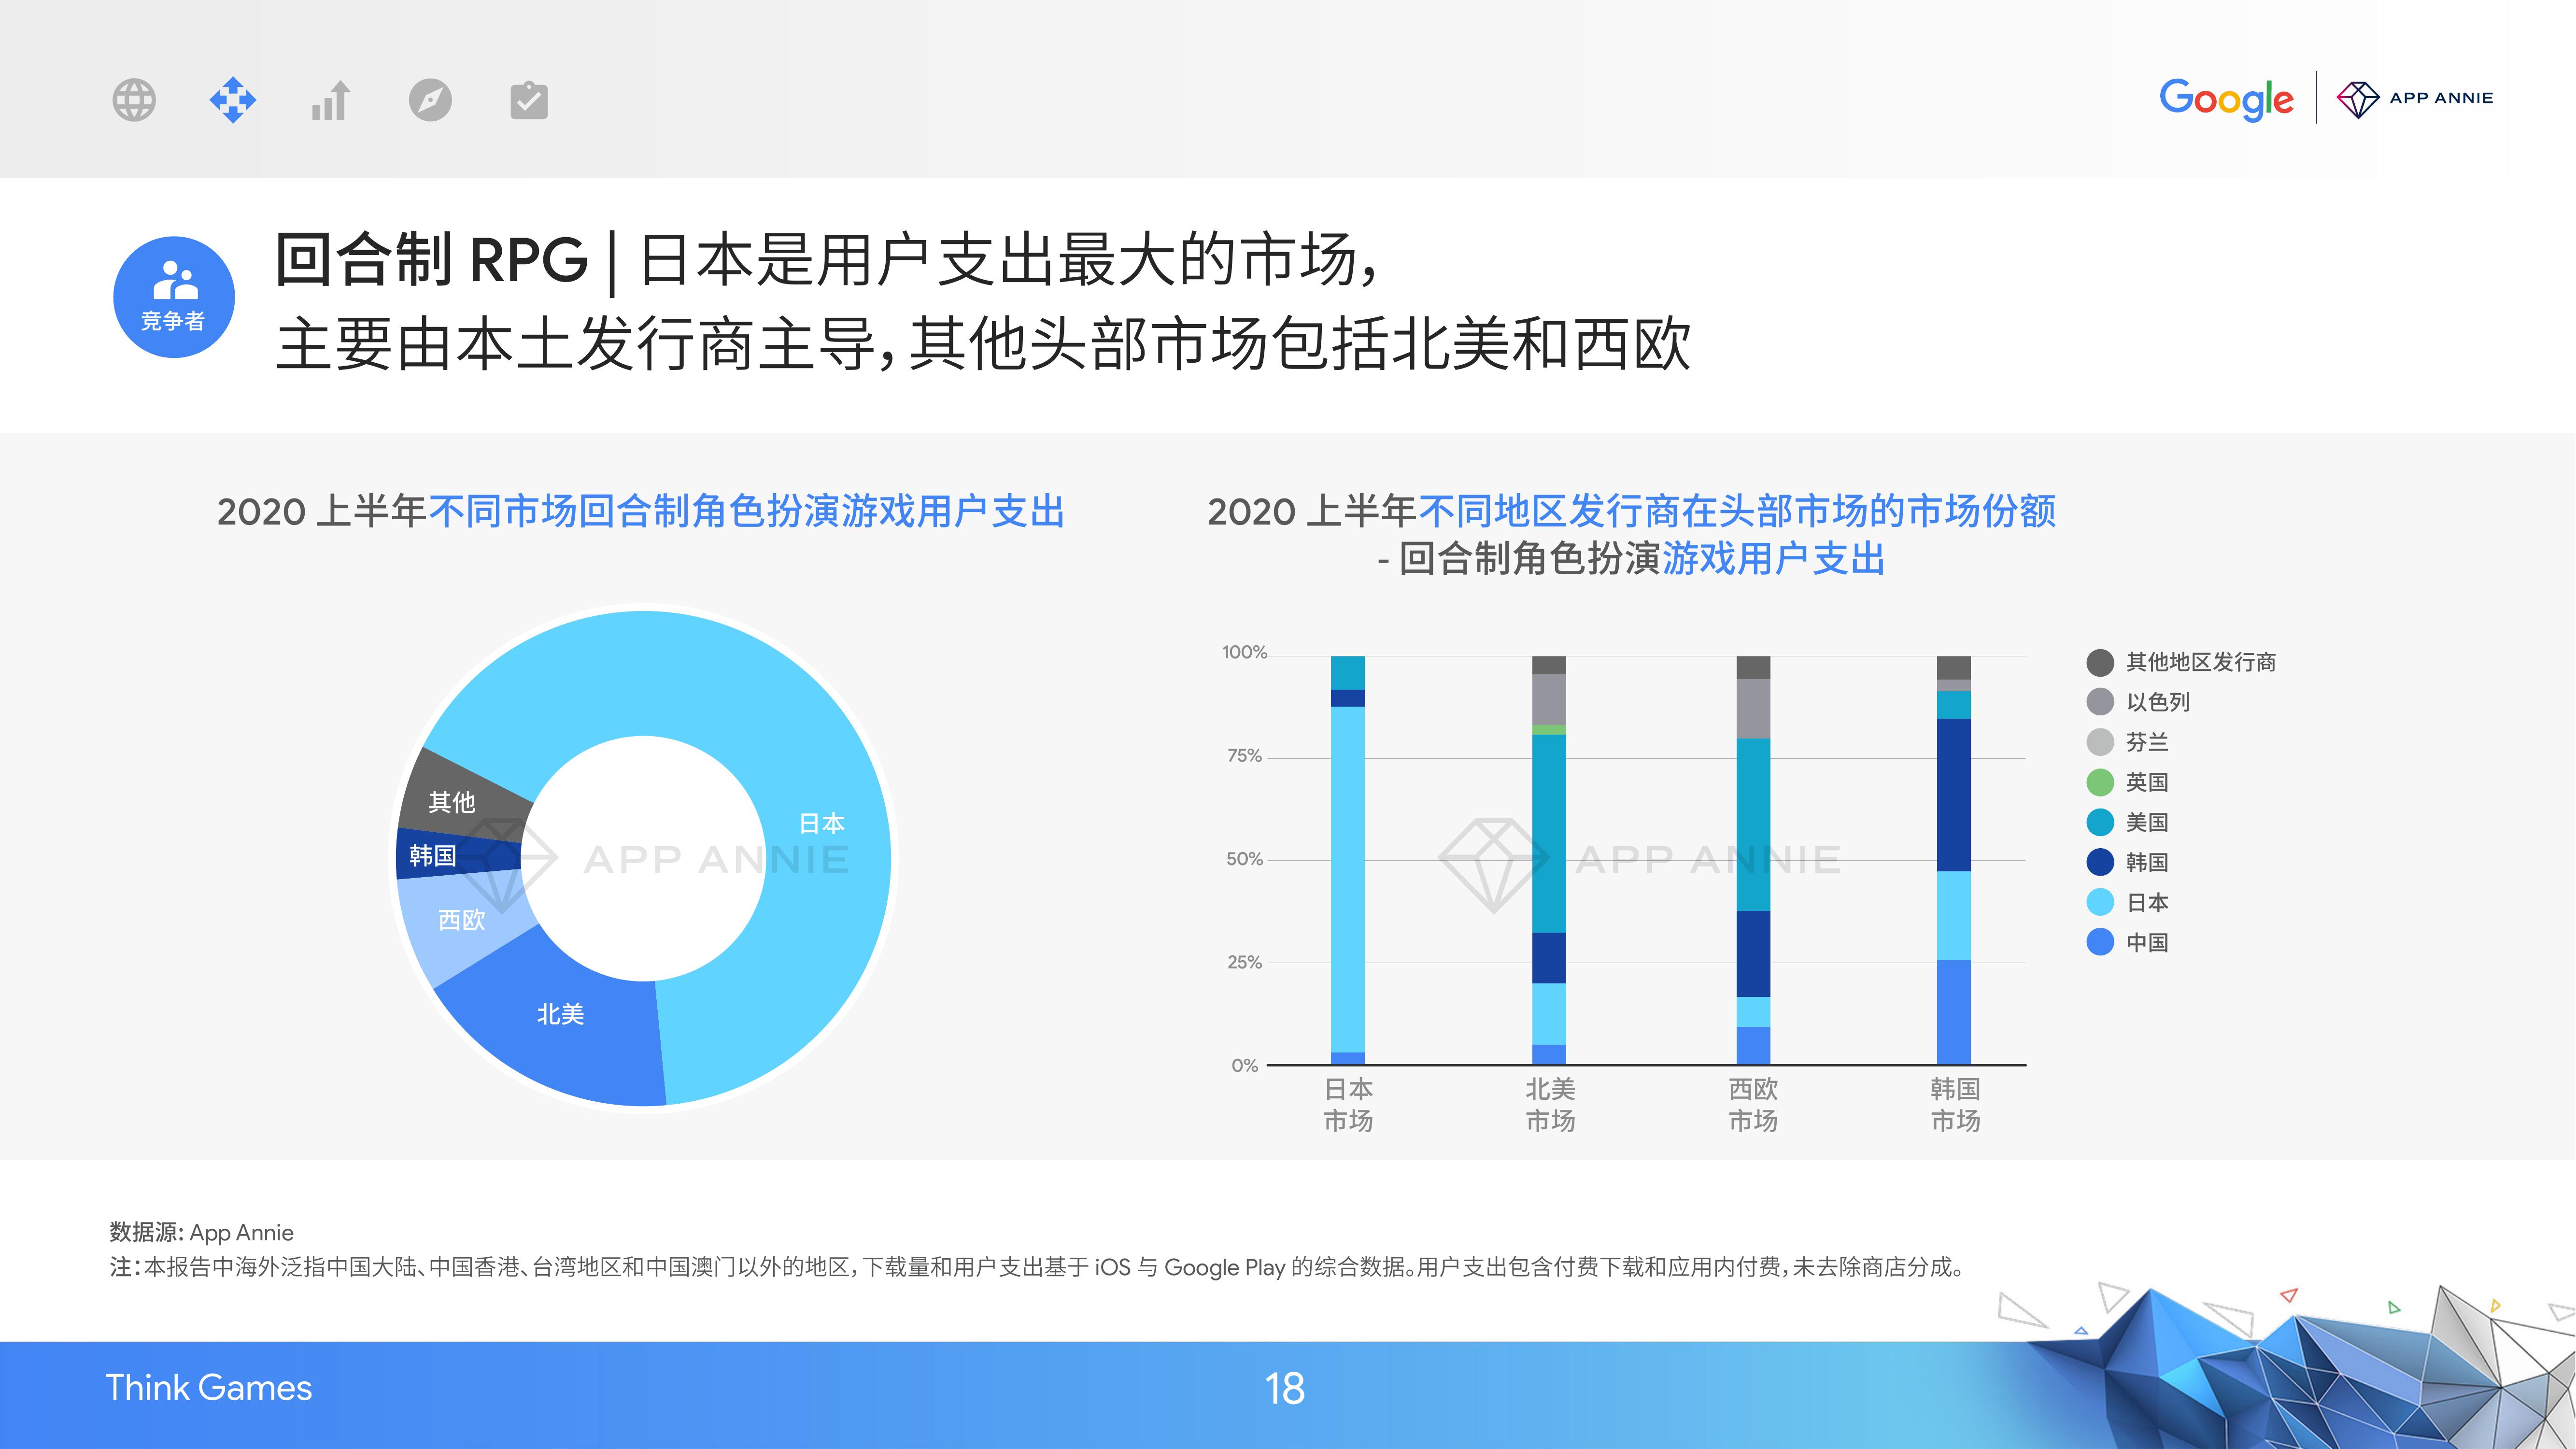 Google | APP ANNIE
竞争者
回合制 RPG | 日本是用户支出最大的市场，
主要由本土发行商主导，其他头部市场包括北美和西欧
2020 上半年不同市场回合制角色扮演游戏用户支出
其他
韩国
西欧
北美
日本
APP ANNIE
2020 上半年不同地区发行商在头部市场的市场份额
- 回合制角色扮演游戏用户支出
100%
75%
50%
25%
0%
APP ANNIE
日本
市场
北美
市场
西欧
市场
韩国
市场
其他地区发行商
以色列
芬兰
英国
美国
韩国
日本
中国
数据源: App Annie
注：本报告中海外泛指中国大陆、中国香港、台湾地区和中国澳门以外的地区，下载量和用户支出基于 iOS 与 Google Play 的综合数据。用户支出包含付费下载和应用内付费，未去除商店分成。
Think Games
18